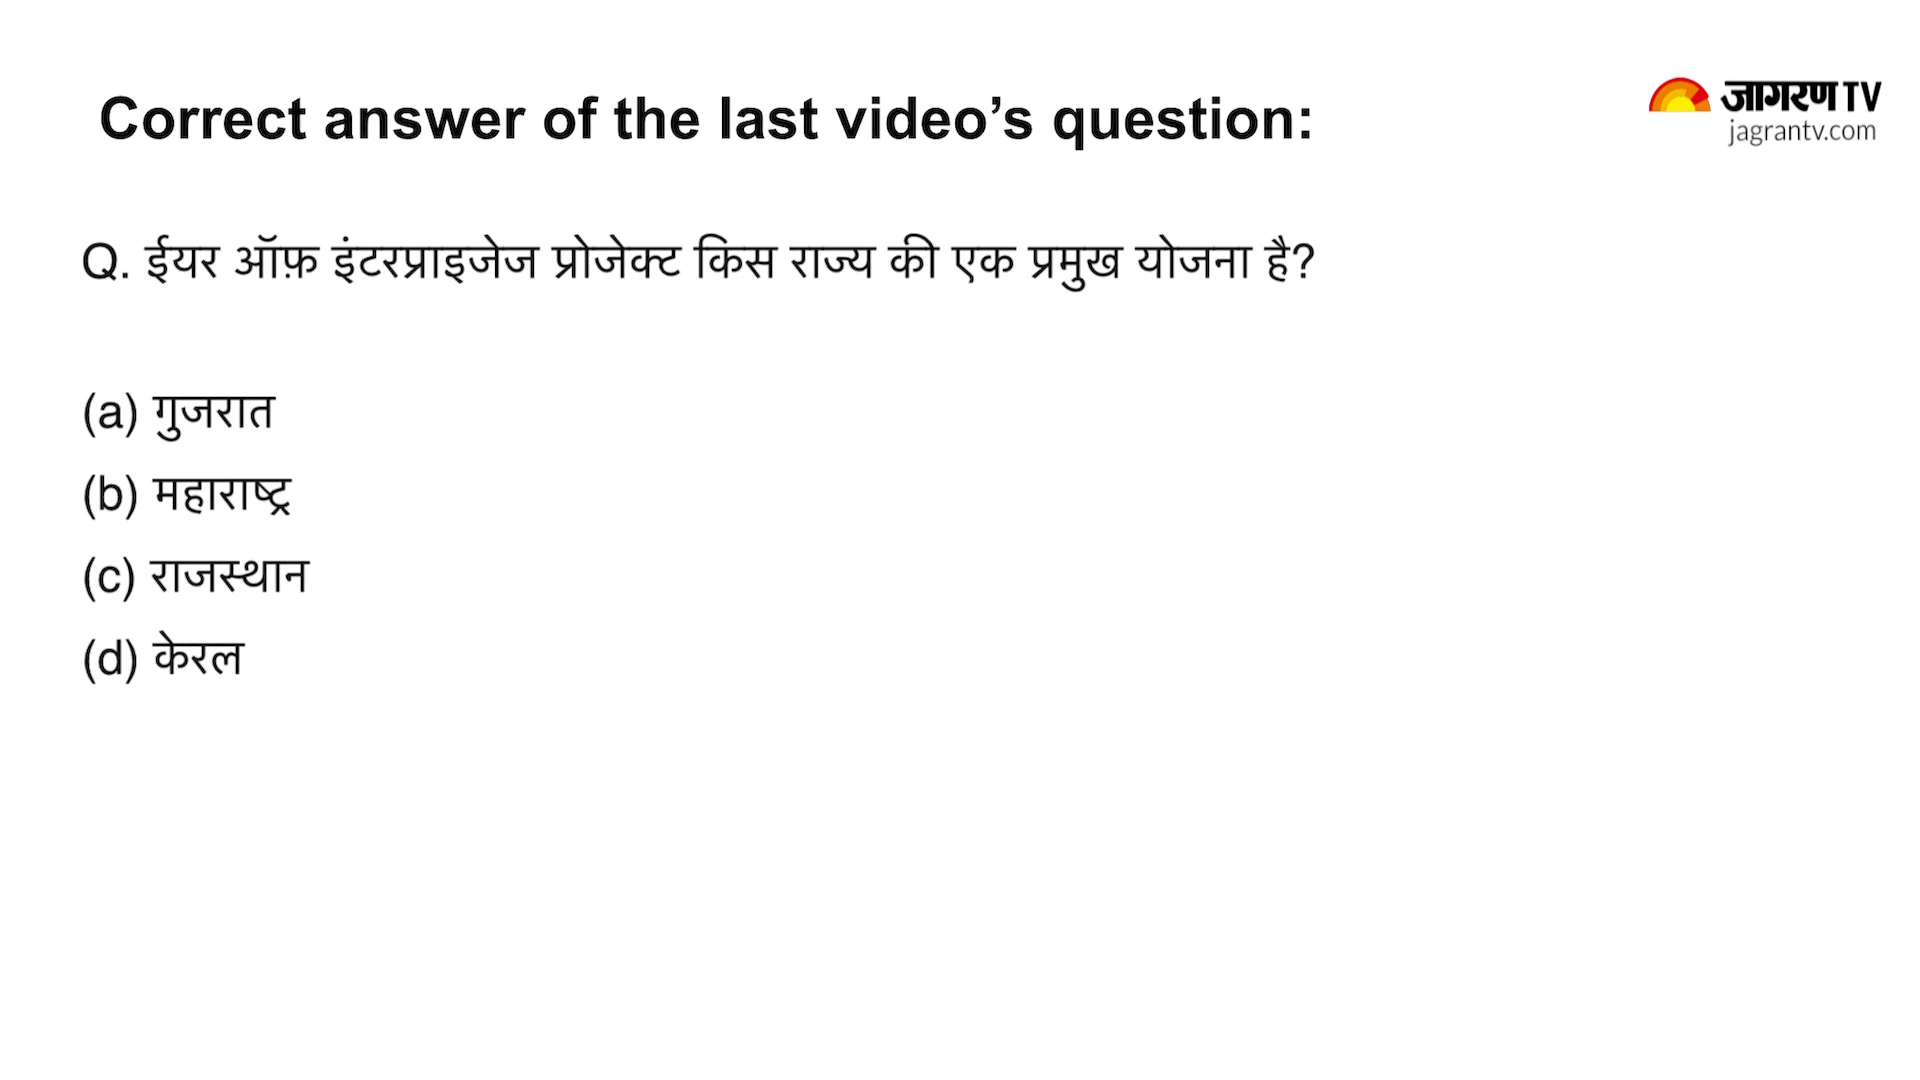 Correct answer of the last video’s question:
जागरण TV
jagrantv.com
Q. ईयर ऑफ़ इंटरप्राइजेज प्रोजेक्ट किस राज्य की एक प्रमुख योजना है?
(a) गुजरात
(b) महाराष्ट्र
(c) राजस्थान
(d) केरल